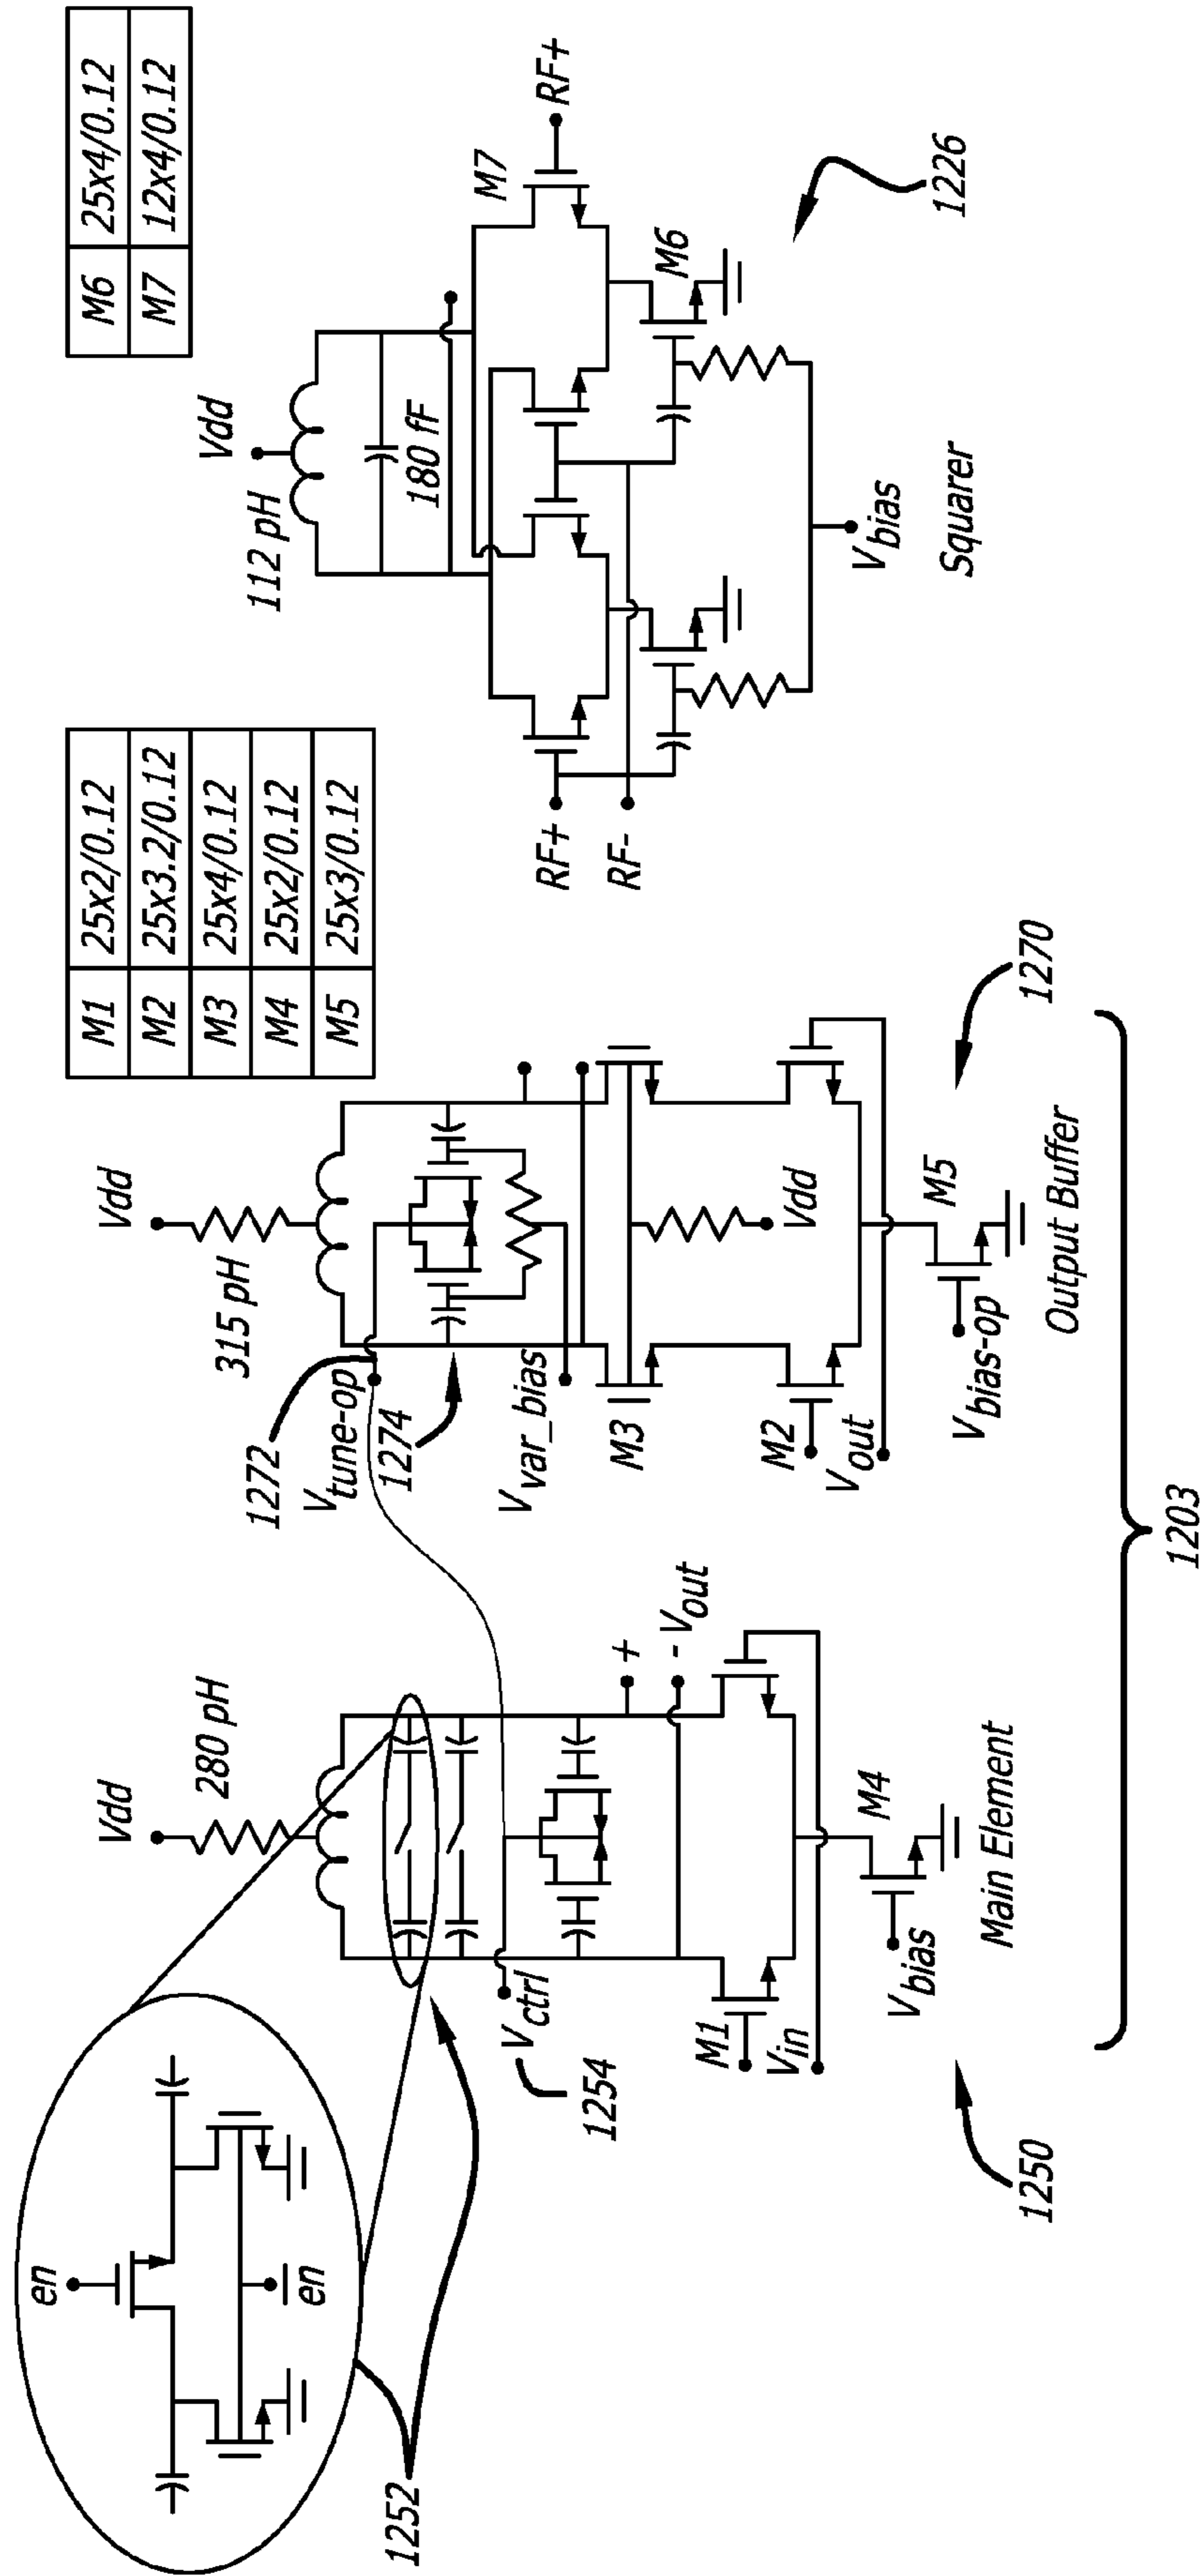 en
en
1252
Vdd
280 pH
Vctrl
1254
+
- Vout
M1
Vin
M4
Vbias
Main Element
1250
Vdd
315 pH
1272
Vtune-op
1274
Vvar_bias
M3
Vdd
M2
Vout
M5
Vbias-op
Output Buffer
1270
1203
M1 25x2/0.12
M2 25x3.2/0.12
M3 25x4/0.12
M4 25x2/0.12
M5 25x3/0.12
Vdd
112 pH
180 fF
M7
RF+
RF+
RF-
M6
Vbias
Squarer
1226
M6 25x4/0.12
M7 12x4/0.12